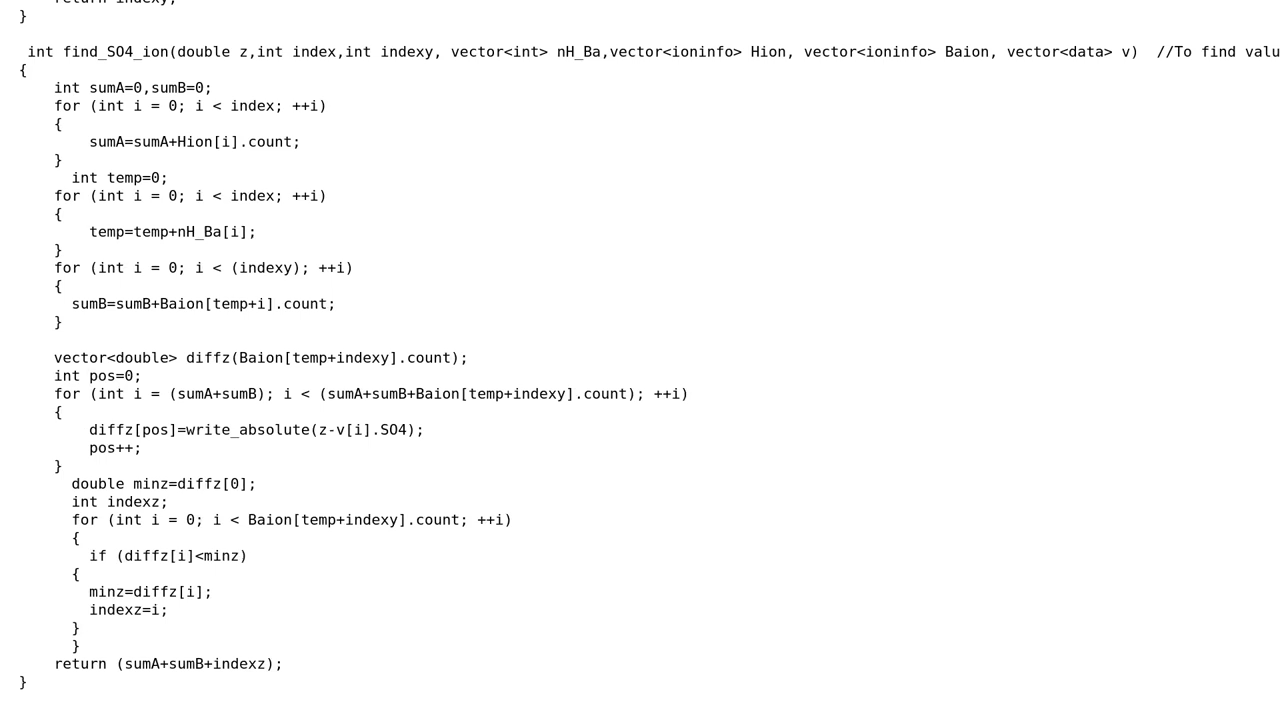 return indexy;
}
int find_SO4_ion(double z,int index,int indexy, vector<int> nH_Ba,vector<ioninfo> Hion, vector<ioninfo> Baion, vector<data> v)  //To find valu
{
    int sumA=0,sumB=0;
    for (int i = 0; i < index; ++i)
    {
        sumA=sumA+Hion[i].count;
    }
      int temp=0;
    for (int i = 0; i < index; ++i)
    {
        temp=temp+nH_Ba[i];
    }
    for (int i = 0; i < (indexy); ++i)
    {
      sumB=sumB+Baion[temp+i].count;
    }
    vector<double> diffz(Baion[temp+indexy].count);
    int pos=0;
    for (int i = (sumA+sumB); i < (sumA+sumB+Baion[temp+indexy].count); ++i)
    {
        diffz[pos]=write_absolute(z-v[i].SO4);
        pos++;
    }
      double minz=diffz[0];
      int indexz;
      for (int i = 0; i < Baion[temp+indexy].count; ++i)
      {
        if (diffz[i]<minz)
      {
        minz=diffz[i];
        indexz=i;
      }
      }
    return (sumA+sumB+indexz);
}